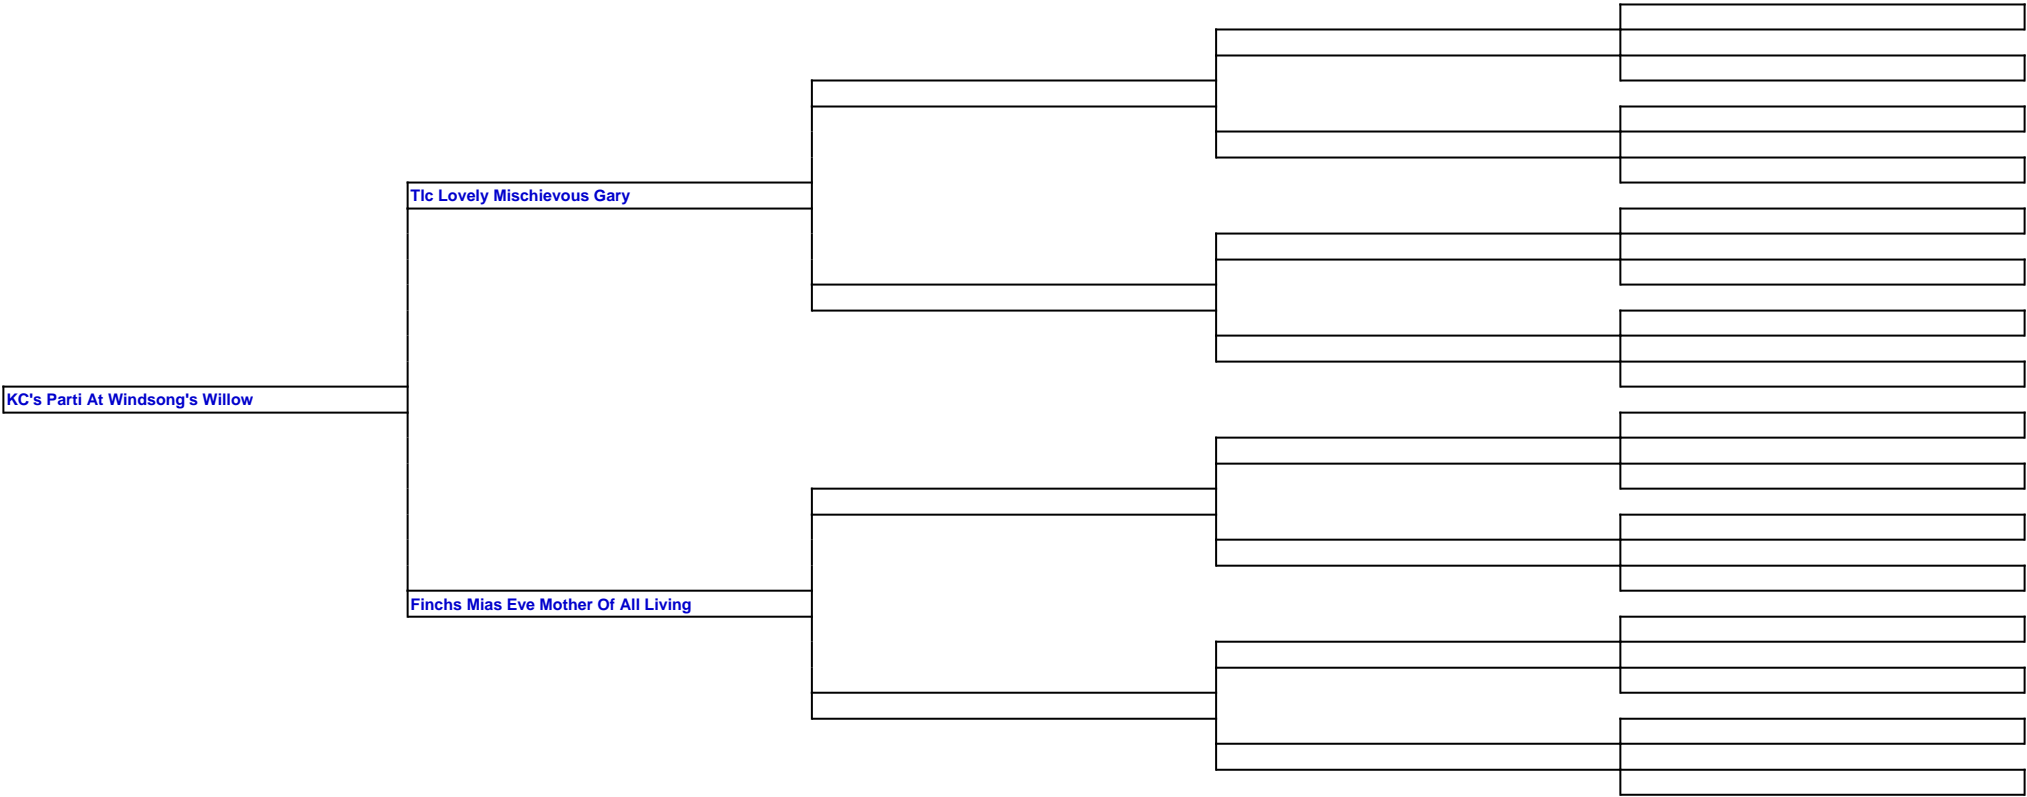 Tlc Lovely Mischievous Gary
KC's Parti At Windsong's Willow
Finchs Mias Eve Mother Of All Living